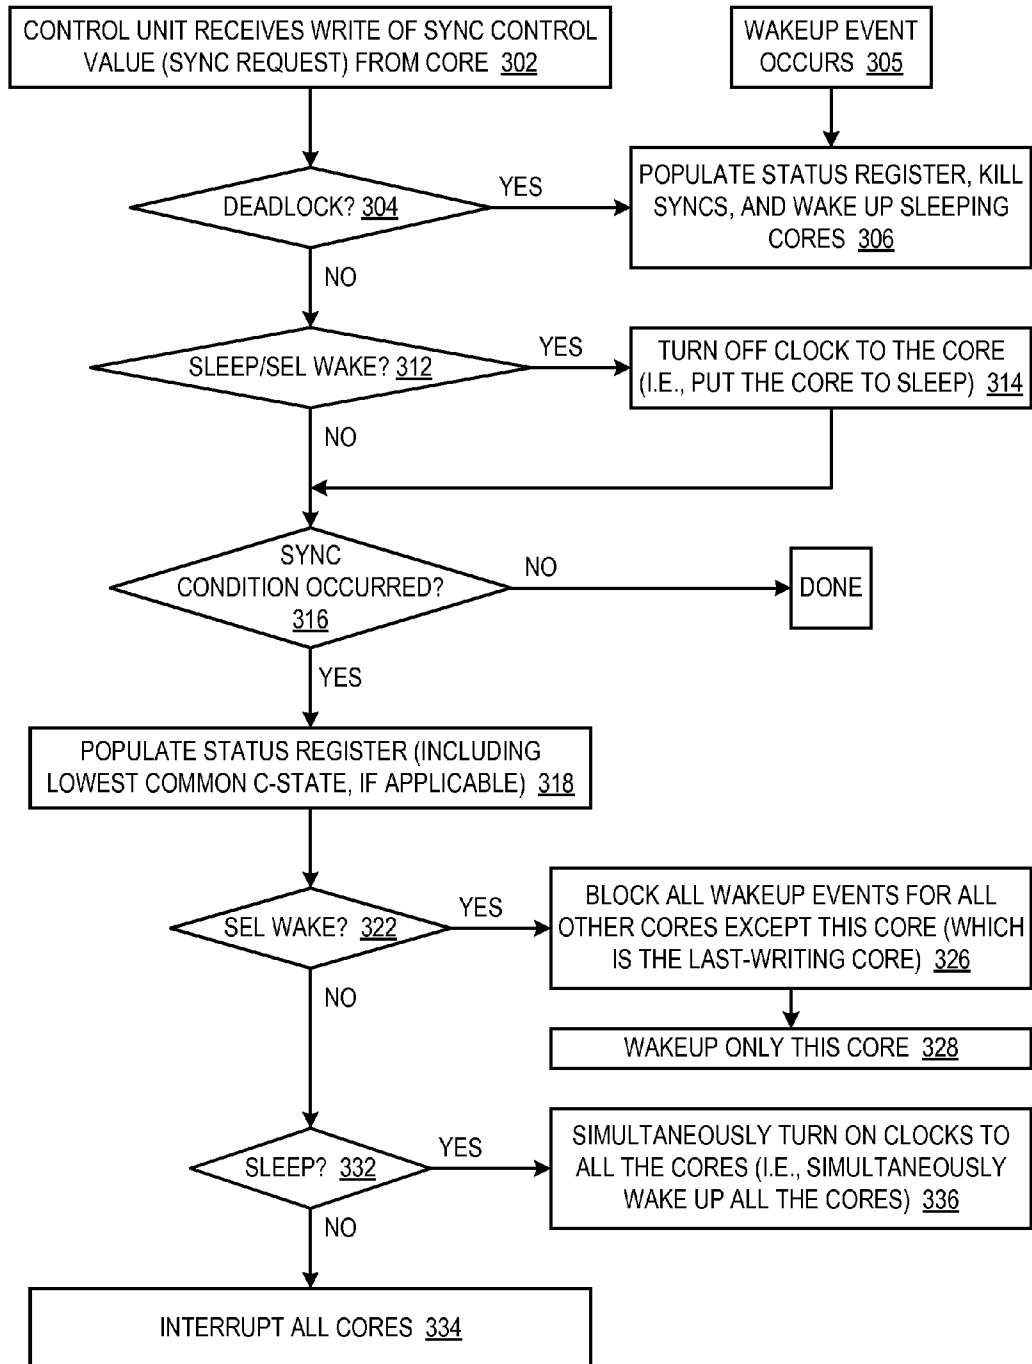 CONTROL UNIT RECEIVES WRITE OF SYNC CONTROL
VALUE (SYNC REQUEST) FROM CORE 302
WAKEUP EVENT
OCCURS 305
DEADLOCK? 304
YES
POPULATE STATUS REGISTER, KILL
SYNCS, AND WAKE UP SLEEPING
CORES 306
NO
SLEEP/SEL WAKE? 312
YES
TURN OFF CLOCK TO THE CORE
(I.E., PUT THE CORE TO SLEEP) 314
NO
SYNC
CONDITION OCCURRED?
316
NO
DONE
YES
POPULATE STATUS REGISTER (INCLUDING
LOWEST COMMON C-STATE, IF APPLICABLE) 318
SEL WAKE? 322
YES
BLOCK ALL WAKEUP EVENTS FOR ALL
OTHER CORES EXCEPT THIS CORE (WHICH
IS THE LAST-WRITING CORE) 326
NO
WAKEUP ONLY THIS CORE 328
SLEEP? 332
YES
SIMULTANEOUSLY TURN ON CLOCKS TO
ALL THE CORES (I.E., SIMULTANEOUSLY
WAKE UP ALL THE CORES) 336
NO
INTERRUPT ALL CORES 334